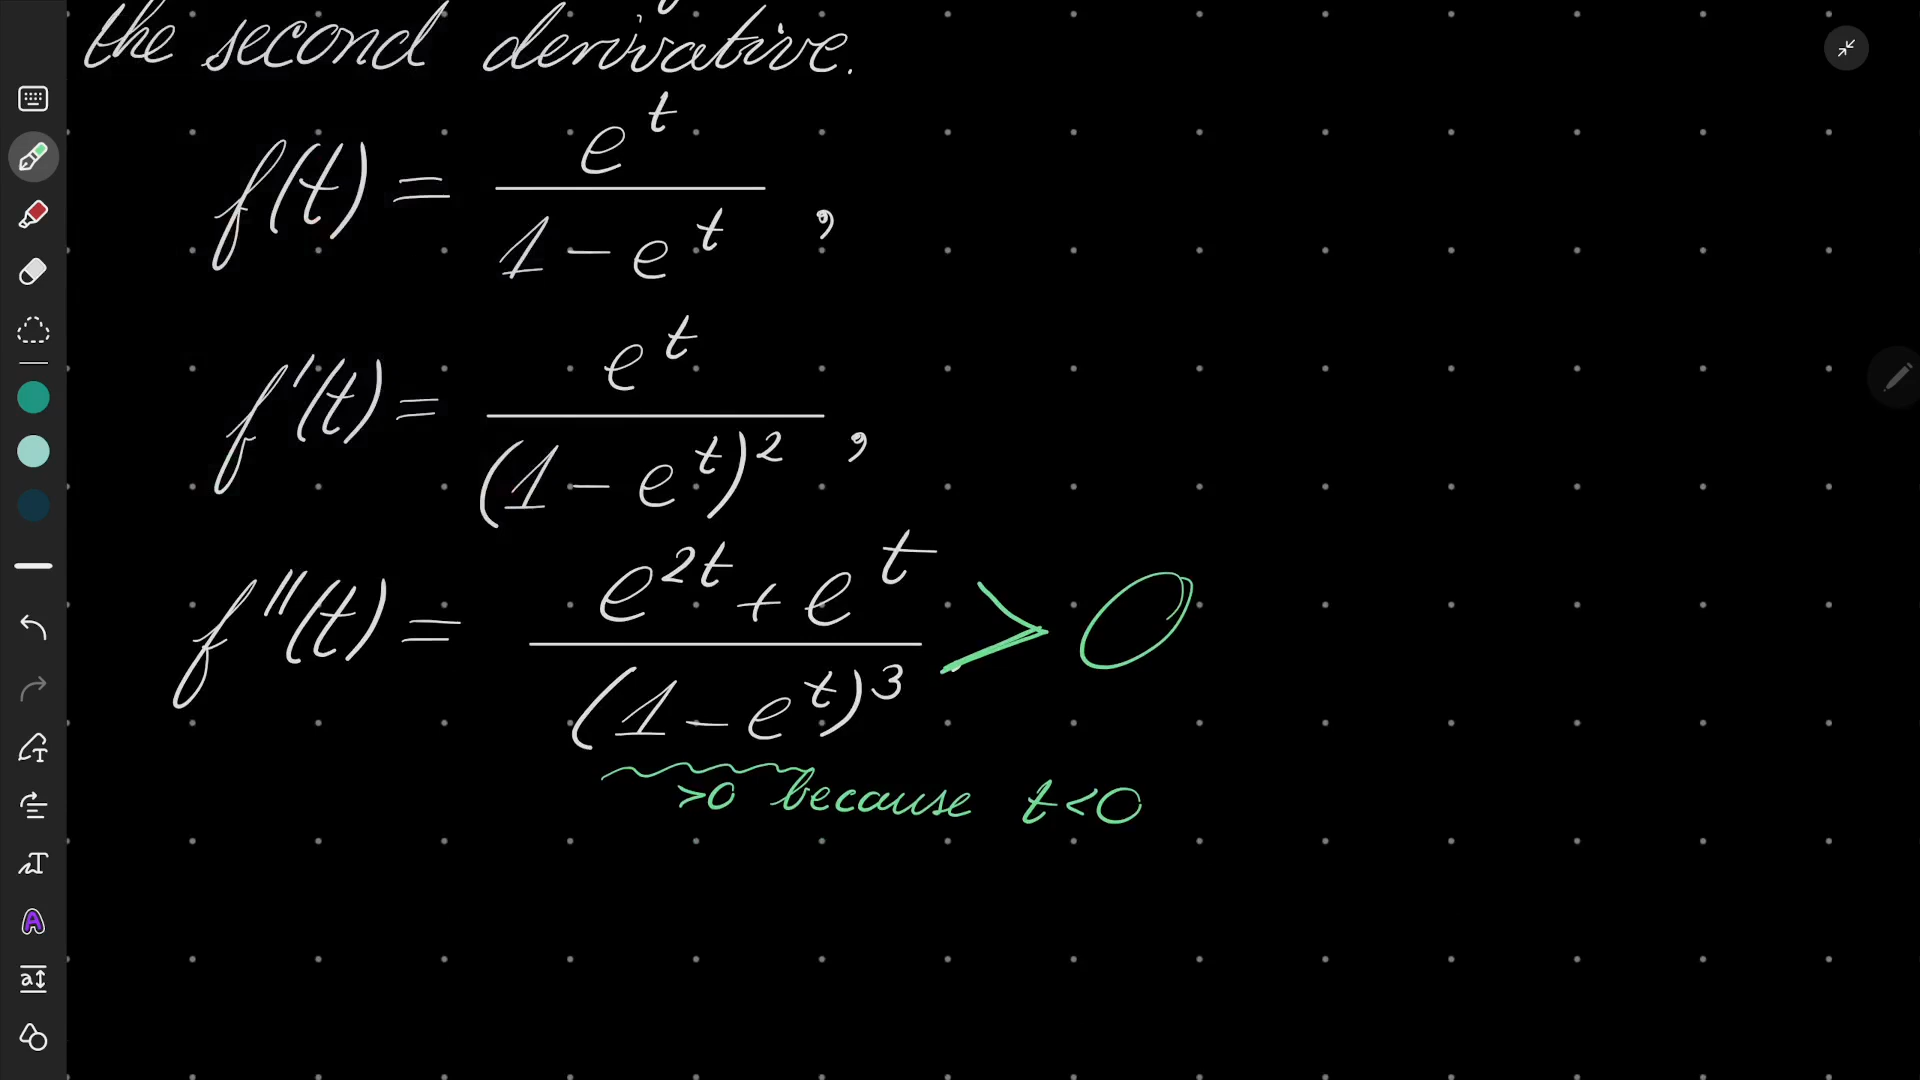 the second derivative.
f(t) = e^t / (1 - e^t) ,
f'(t) = e^t / (1 - e^t)^2 ,
f''(t) = (e^{2t} + e^t) / (1 - e^t)^3 > 0
>0 because t<0